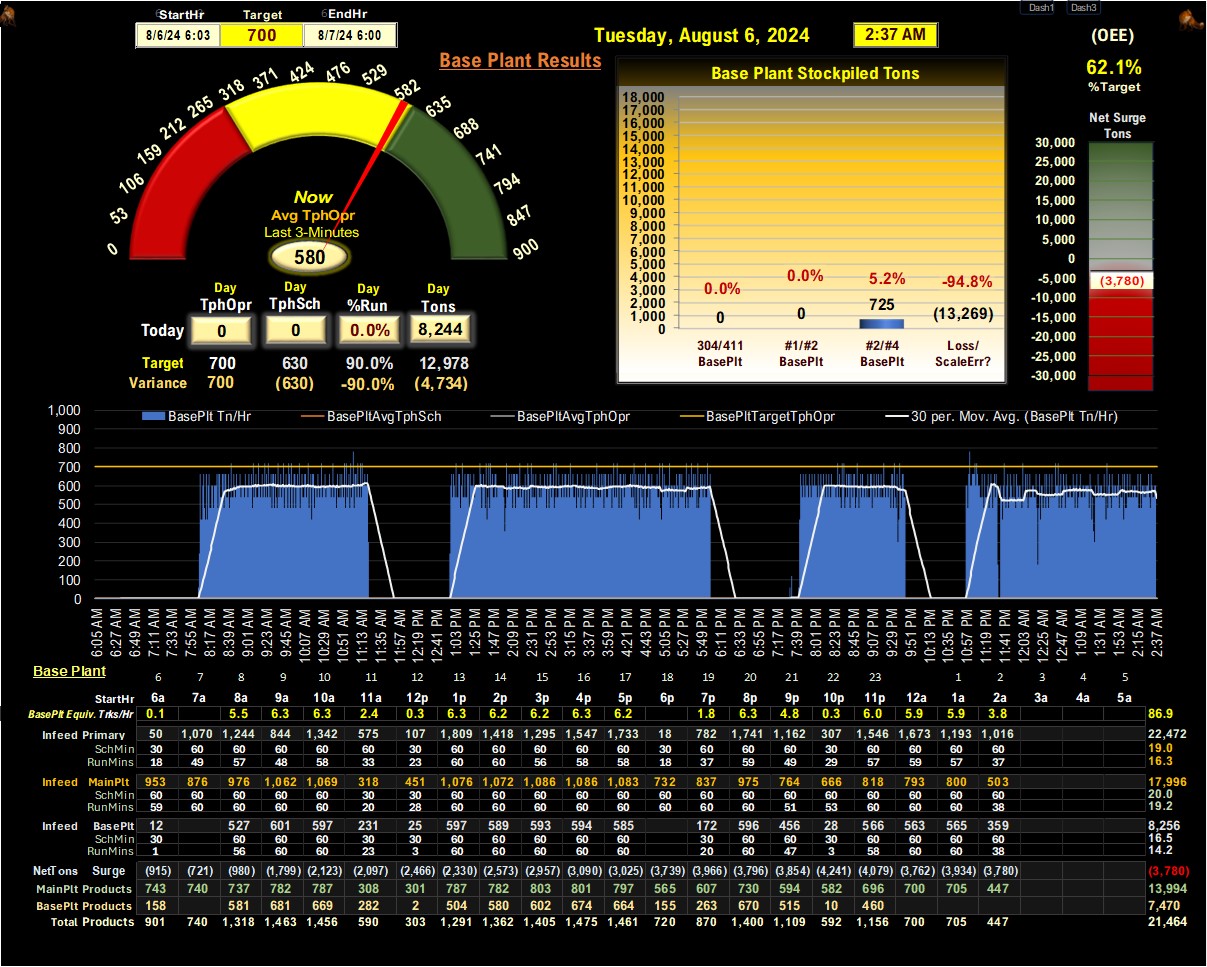 StartHr Target EndHr
8/6/24 6:03 700 8/7/24 6:00
Dash1 Dash3
Tuesday, August 6, 2024 2:37 AM
(OEE)
62.1%
%Target
Base Plant Results
0 53 106 159 212 265 318 371 424 476 529 582 635 688 741 794 847 900
Now
Avg TphOpr
Last 3-Minutes
580
Day Day Day Day
TphOpr TphSch %Run Tons
Today 0 0 0.0% 8,244
Target 700 630 90.0% 12,978
Variance 700 (630) -90.0% (4,734)
Base Plant Stockpiled Tons
18,000
17,000
16,000
15,000
14,000
13,000
12,000
11,000
10,000
9,000
8,000
7,000
6,000
5,000
4,000
3,000
2,000
1,000
0
0.0% 0.0% 5.2% -94.8%
0 0 725 (13,269)
304/411 #1/#2 #2/#4 Loss/
BasePlt BasePlt BasePlt ScaleErr?
Net Surge
Tons
30,000
25,000
20,000
15,000
10,000
5,000
0
-5,000
-10,000
-15,000
-20,000
-25,000
-30,000
(3,780)
BasePlt Tn/Hr BasePltAvgTphSch BasePltAvgTphOpr BasePltTargetTphOpr 30 per. Mov. Avg. (BasePlt Tn/Hr)
1,000
900
800
700
600
500
400
300
200
100
0
6:05 AM 6:27 AM 6:49 AM 7:11 AM 7:33 AM 7:55 AM 8:17 AM 8:39 AM 9:01 AM 9:23 AM 9:45 AM 10:07 AM 10:29 AM 10:51 AM 11:13 AM 11:35 AM 11:57 AM 12:19 PM 12:41 PM 1:03 PM 1:25 PM 1:47 PM 2:09 PM 2:31 PM 2:53 PM 3:15 PM 3:37 PM 3:59 PM 4:21 PM 4:43 PM 5:05 PM 5:27 PM 5:49 PM 6:11 PM 6:33 PM 6:55 PM 7:17 PM 7:39 PM 8:01 PM 8:23 PM 8:45 PM 9:07 PM 9:29 PM 9:51 PM 10:13 PM 10:35 PM 10:57 PM 11:19 PM 11:41 PM 12:03 AM 12:25 AM 12:47 AM 1:09 AM 1:31 AM 1:53 AM 2:15 AM 2:37 AM
Base Plant
6 7 8 9 10 11 12 13 14 15 16 17 18 19 20 21 22 23 1 2 3 4 5
StartHr 6a 7a 8a 9a 10a 11a 12p 1p 2p 3p 4p 5p 6p 7p 8p 9p 10p 11p 12a 1a 2a 3a 4a 5a
BasePlt Equiv. Trks/Hr 0.1 5.5 6.3 6.3 2.4 0.3 6.3 6.2 6.2 6.3 6.2 1.8 6.3 4.8 0.3 6.0 5.9 5.9 3.8 86.9
Infeed Primary 50 1,070 1,244 844 1,342 575 107 1,809 1,418 1,295 1,547 1,733 18 782 1,741 1,162 307 1,546 1,673 1,193 1,016 22,472
SchMin 30 60 60 60 60 30 30 60 60 60 60 60 30 60 60 60 30 60 60 60 60 19.0
RunMins 18 49 57 48 58 33 23 60 60 56 58 58 18 37 59 49 29 57 59 57 37 16.3
Infeed MainPlt 953 876 976 1,062 1,069 318 451 1,076 1,072 1,086 1,086 1,083 732 837 975 764 666 818 793 800 503 17,996
SchMin 60 60 60 60 60 30 30 60 60 60 60 60 60 60 60 60 60 60 60 60 60 20.0
RunMins 59 60 60 60 60 20 28 60 60 60 60 60 60 60 60 51 53 60 60 60 38 19.2
Infeed BasePlt 12 527 601 597 231 25 597 589 593 594 585 172 596 456 28 566 563 565 359 8,256
SchMin 30 60 60 60 30 30 60 60 60 60 60 30 60 60 30 60 60 60 60 16.5
RunMins 1 56 60 60 23 3 60 60 60 60 60 20 60 47 3 58 60 60 38 14.2
NetTons Surge (915) (721) (980) (1,799) (2,123) (2,097) (2,466) (2,330) (2,573) (2,957) (3,090) (3,025) (3,739) (3,966) (3,796) (3,854) (4,241) (4,079) (3,762) (3,934) (3,780) (3,780)
MainPlt Products 743 740 737 782 787 308 301 787 782 803 801 797 565 607 730 594 582 696 700 705 447 13,994
BasePlt Products 158 581 681 669 282 2 504 580 602 674 664 155 263 670 515 10 460 7,470
Total Products 901 740 1,318 1,463 1,456 590 303 1,291 1,362 1,405 1,475 1,461 720 870 1,400 1,109 592 1,156 700 705 447 21,464